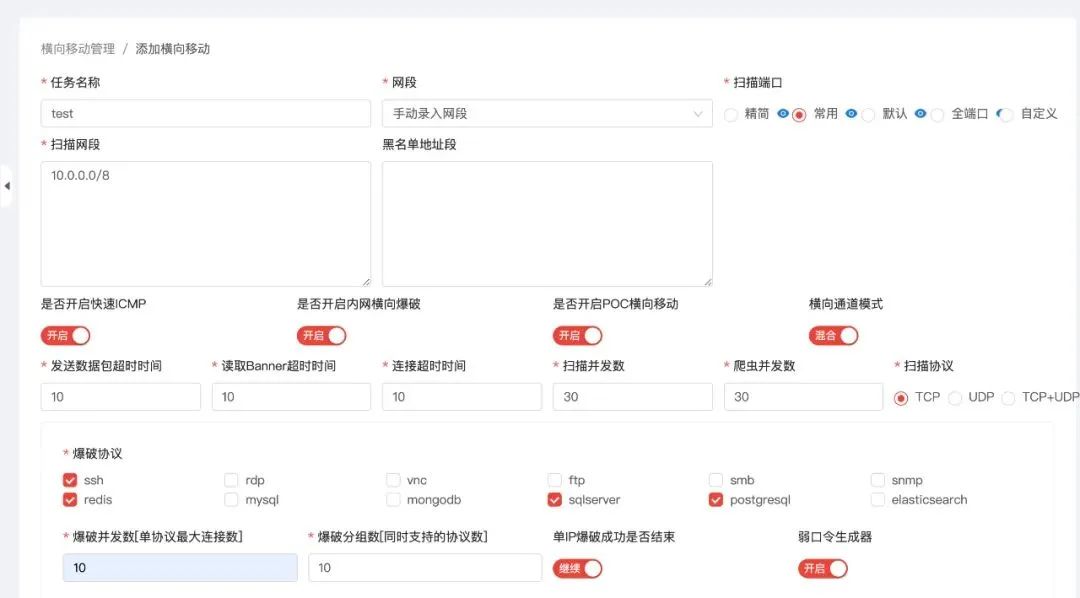 横向移动管理 / 添加横向移动
* 任务名称 * 网段 * 扫描端口
test 手动录入网段 精简 常用 默认 全端口 自定义
* 扫描网段 黑名单地址段
10.0.0.0/8
是否开启快速ICMP 是否开启内网横向爆破 是否开启POC横向移动 横向通道模式
开启 开启 开启 混合
* 发送数据包超时时间 * 读取Banner超时时间 * 连接超时时间 * 扫描并发数 * 爬虫并发数 * 扫描协议
10 10 10 30 30 TCP UDP TCP+UDP
* 爆破协议
ssh rdp vnc ftp smb snmp
redis mysql mongodb sqlserver postgresql elasticsearch
* 爆破并发数[单协议最大连接数] * 爆破分组数[同时支持的协议数] 单IP爆破成功是否结束 弱口令生成器
10 10 继续 开启